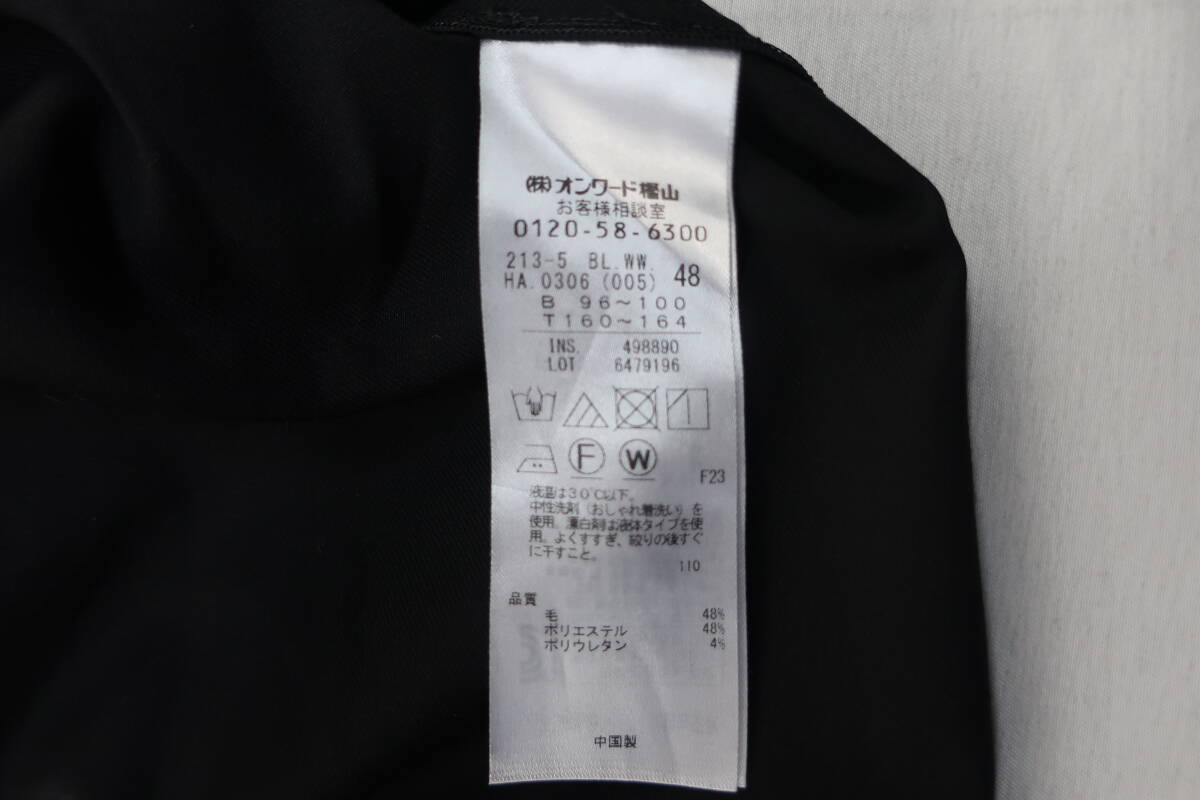 (株)オンワード樫山
お客様相談室
0120-58-6300
213-5 BL.WW.
HA.0306 (005) 48
B 96~100
T 160~164
INS. 498890
LOT 6479196
F
W
F23
液温は30℃以下。
中性洗剤(おしゃれ着洗い)を
使用。漂白剤は液体タイプを使
用。よくすすぎ、絞りの後すぐ
に干すこと。
110
品質
毛 48%
ポリエステル 48%
ポリウレタン 4%
中国製